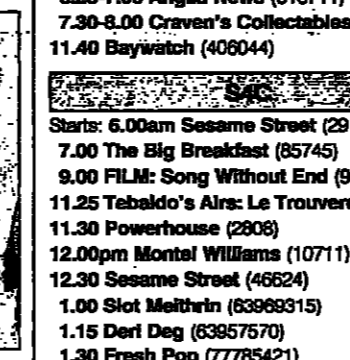 7.30-8.00 Craven's Collectables
11.40 Baywatch (406044)
S4C
Starts: 6.00am Sesame Street (29
7.00 The Big Breakfast (85745)
9.00 FILM: Song Without End (9
11.25 Tebaldo's Airs: Le Trouvere
11.30 Powerhouse (2808)
12.00pm Montel Williams (10711)
12.30 Sesame Street (46624)
1.00 Slot Meithrin (63969315)
1.15 Deri Deg (63957570)
1.30 Fresh Pop (77785421)